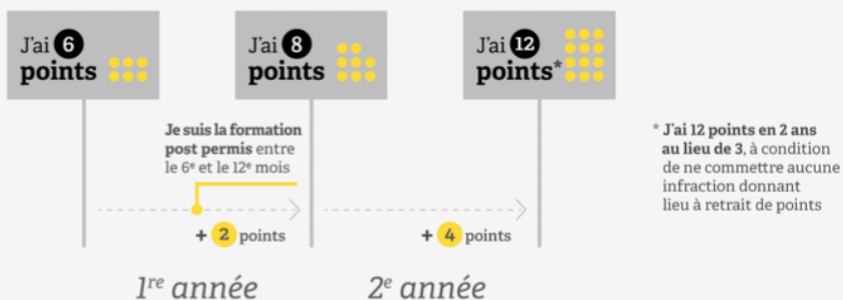 J'ai 6
points
J'ai 8
points
J'ai 12
points*
Je suis la formation
post permis entre
le 6e et le 12e mois
* J'ai 12 points en 2 ans
au lieu de 3, à condition
de ne commettre aucune
infraction donnant
lieu à retrait de points
+ 2 points
+ 4 points
1re année
2e année